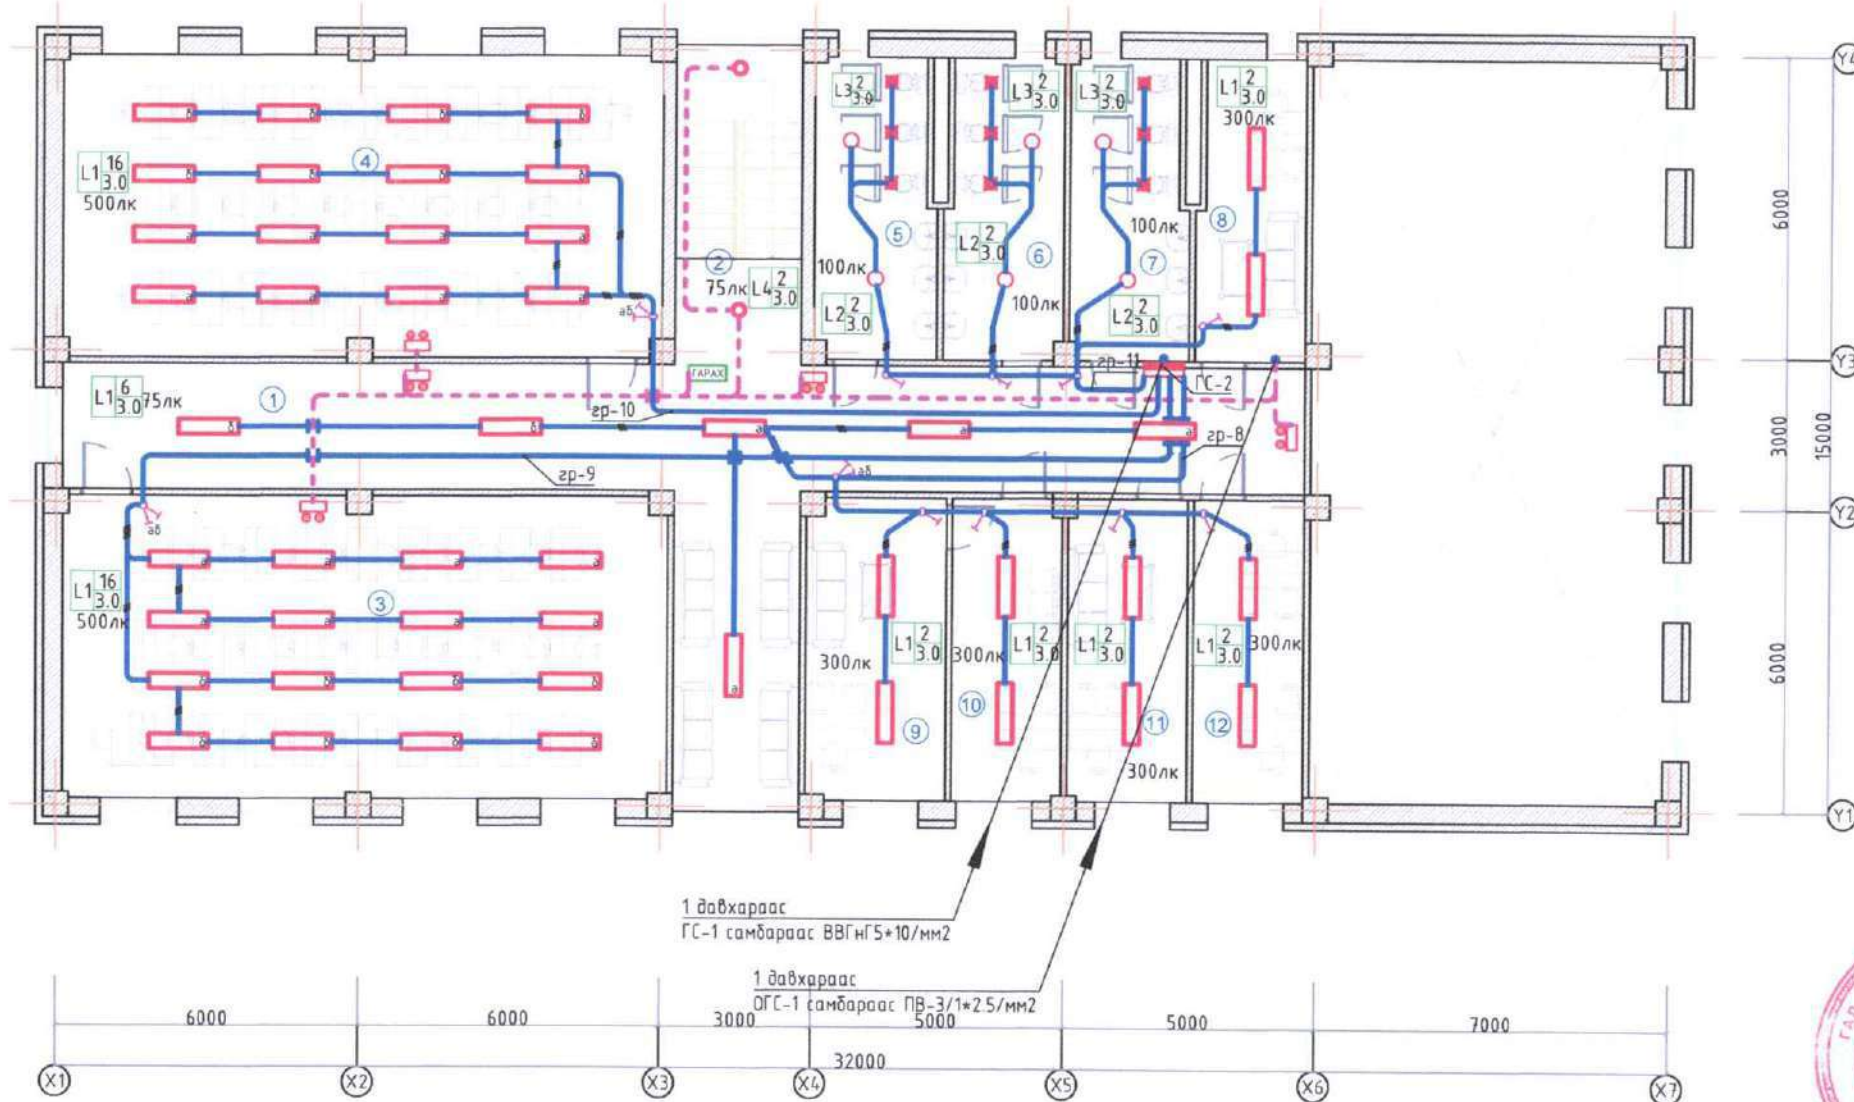 L3 2 3.0
L3 2 3.0
L3 2 3.0
L1 2 3.0
300лк
Y4
δ
δ
δ
δ
L1 16 3.0
500лк
4
δ
δ
δ
δ
5
100лк
8
а
а
а
а
2
75лк
L4 2 3.0
100лк
L2 2 3.0
6
7
6000
а
а
а
а
аδ
L2 2 3.0
100лк
L2 2 3.0
ГАРАХ
гр-11
ГС-2
Y3
L1 6 3.0
75лк
1
гр-10
δ
δ
а
а
а
гр-8
3000
15000
гр-9
аδ
Y2
аδ
а
а
а
а
L1 16 3.0
500лк
3
а
а
а
а
L1 2 3.0
300лк
L1 2 3.0
300лк
L1 2 3.0
L1 2 3.0
300лк
6000
δ
δ
δ
δ
а
9
10
11
12
δ
δ
δ
δ
300лк
Y1
1 давхараас
ГС-1 самбараас ВВГнГ5*10/мм2
1 давхараас
ОГС-1 самбараас ПВ-3/1*2.5/мм2
6000
6000
3000
5000
5000
7000
32000
X1
X2
X3
X4
X5
X6
X7